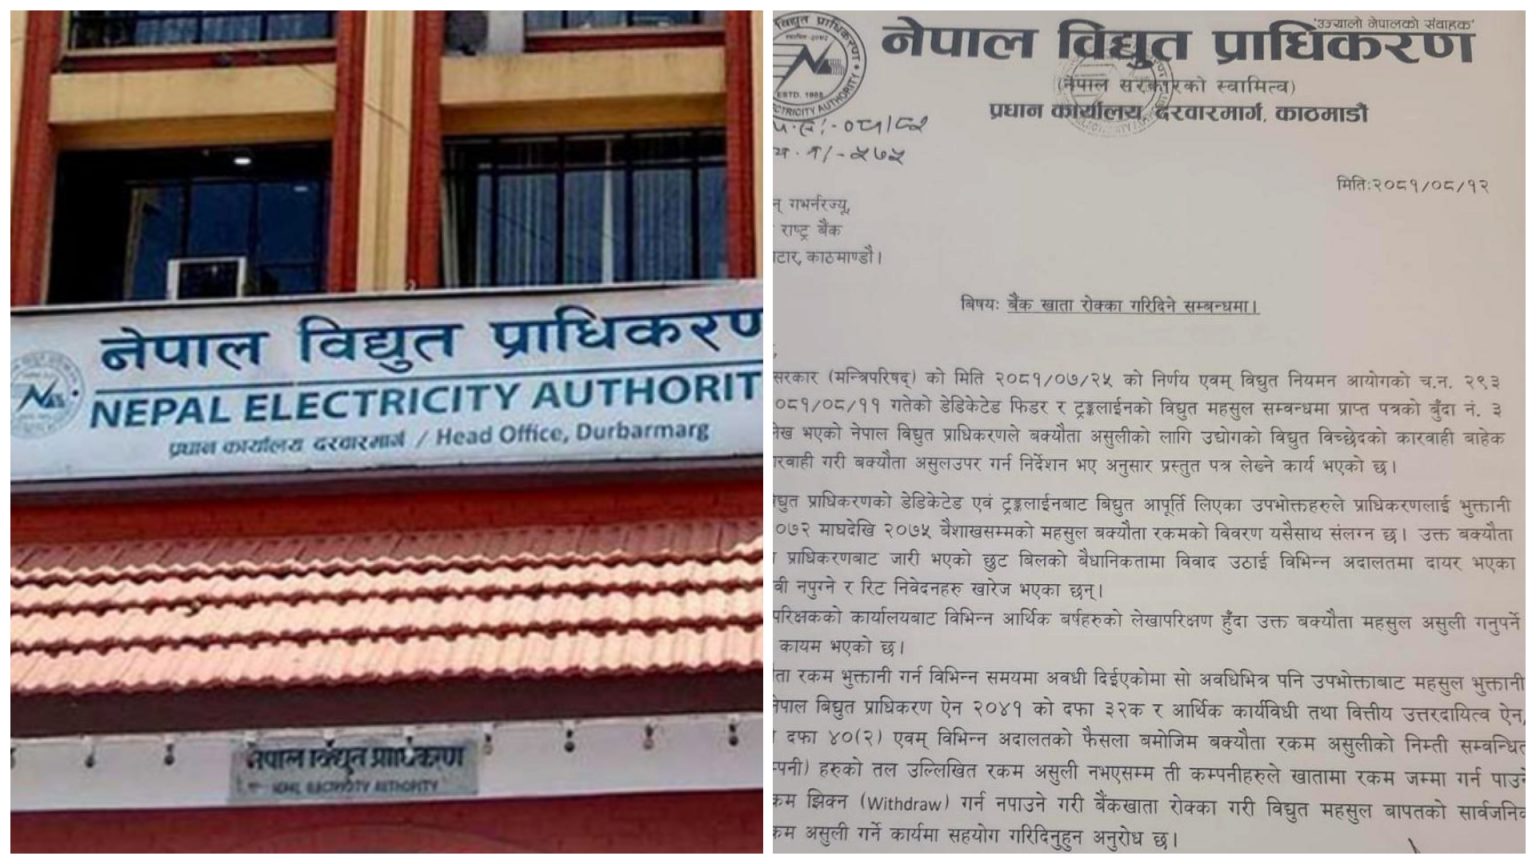 नेपाल विद्युत प्राधिकरण
NEPAL ELECTRICITY AUTHORIT
प्रधान कार्यालय दरवारमार्ग / Head Office, Durbarmarg
नेपाल विद्युत प्राधिकरण
NEPAL ELECTRICITY AUTHORITY
'उज्यालो नेपालको संवाहक'
नेपाल विद्युत प्राधिकरण
(नेपाल सरकारको स्वामित्व)
प्रधान कार्यालय, दरवारमार्ग, काठमाडौं
०८१/८२
५७५
मितिः२०८१/०८/१२
गभर्नरज्यू,
राष्ट्र बैंक
काठमाण्डौ।
बिषयः बैंक खाता रोक्का गरिदिने सम्बन्धमा।
सरकार (मन्त्रिपरिषद्) को मिति २०८१/०७/२५ को निर्णय एवम् विद्युत नियमन आयोगको च.न. २९३
०८१/०८/११ गतेको डेडिकेटेड फिडर र ट्रङ्कलाईनको विद्युत महसुल सम्बन्धमा प्राप्त पत्रको बुँदा नं. ३
भएको नेपाल विद्युत प्राधिकरणले बक्यौता असुलीको लागि उद्योगको विद्युत विच्छेदको कारवाही बाहेक
रवाही गरी बक्यौता असुलउपर गर्न निर्देशन भए अनुसार प्रस्तुत पत्र लेख्ने कार्य भएको छ।
द्युत प्राधिकरणको डेडिकेटेड एवं ट्रङ्कलाईनबाट बिद्युत आपूर्ति लिएका उपभोक्ताहरुले प्राधिकरणलाई भुक्तानी
०७२ माघदेखि २०७५ बैशाखसम्मको महसुल बक्यौता रकमको विवरण यसैसाथ संलग्न छ। उक्त बक्यौता
प्राधिकरणबाट जारी भएको छुट बिलको बैधानिकतामा विवाद उठाई विभिन्न अदालतमा दायर भएका
वी नपुग्ने र रिट निवेदनहरु खारेज भएका छन्।
परिक्षकको कार्यालयबाट विभिन्न आर्थिक बर्षहरुको लेखापरिक्षण हुँदा उक्त बक्यौता महसुल असुली गनुपर्ने
कायम भएको छ।
ता रकम भुक्तानी गर्न विभिन्न समयमा अवधी दिईएकोमा सो अवधिभित्र पनि उपभोक्ताबाट महसुल भुक्तानी
नेपाल विद्युत प्राधिकरण ऐन २०४१ को दफा ३२क र आर्थिक कार्यविधी तथा वित्तीय उत्तरदायित्व ऐन,
दफा ४०(२) एवम् विभिन्न अदालतको फैसला बमोजिम बक्यौता रकम असुलीको निम्ती सम्वन्धित
म्पनी) हरुको तल उल्लिखित रकम असुली नभएसम्म ती कम्पनीहरुले खातामा रकम जम्मा गर्न पाउने
कम झिक्न (Withdraw) गर्न नपाउने गरी बैंकखाता रोक्का गरी विद्युत महसुल बापतको सार्वजनिक
कम असुली गर्ने कार्यमा सहयोग गरिदिनुहुन अनुरोध छ।